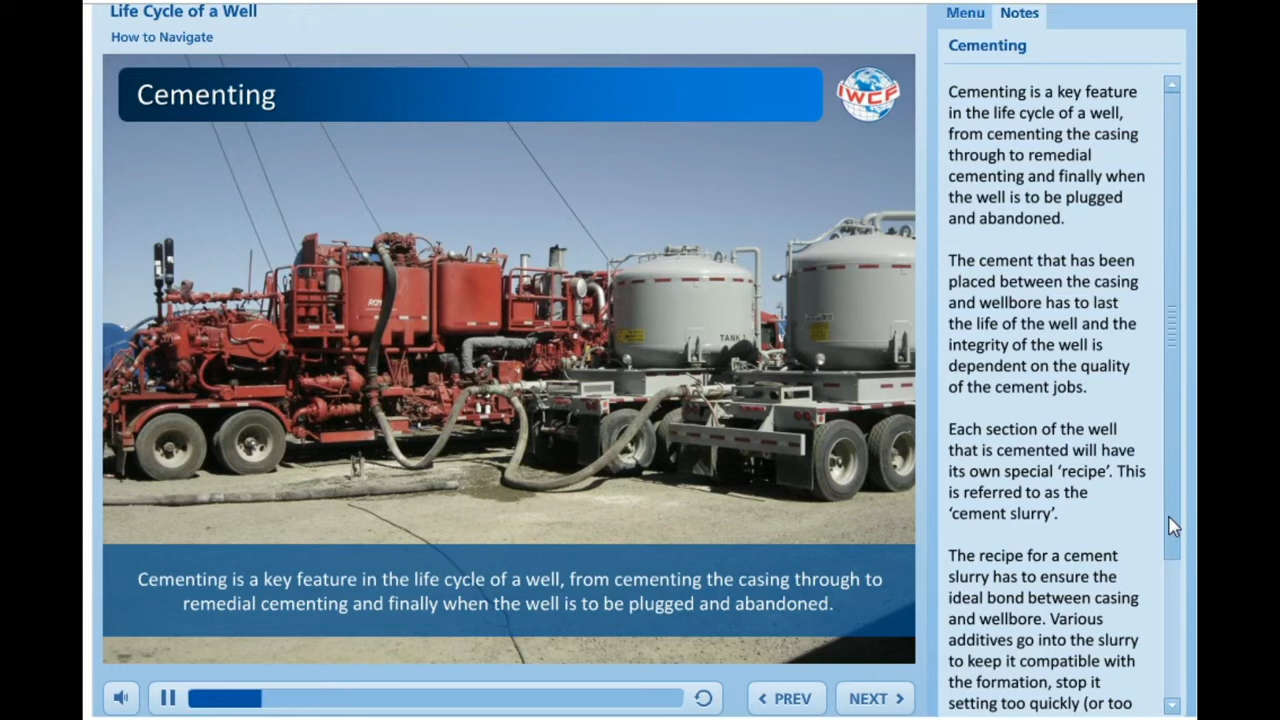 Life Cycle of a Well
How to Navigate
Cementing
IWCF
TANK
Cementing is a key feature in the life cycle of a well, from cementing the casing through to
remedial cementing and finally when the well is to be plugged and abandoned.
PREV
NEXT
Menu
Notes
Cementing
Cementing is a key feature
in the life cycle of a well,
from cementing the casing
through to remedial
cementing and finally when
the well is to be plugged
and abandoned.
The cement that has been
placed between the casing
and wellbore has to last
the life of the well and the
integrity of the well is
dependent on the quality
of the cement jobs.
Each section of the well
that is cemented will have
its own special ‘recipe’. This
is referred to as the
‘cement slurry’.
The recipe for a cement
slurry has to ensure the
ideal bond between casing
and wellbore. Various
additives go into the slurry
to keep it compatible with
the formation, stop it
setting too quickly (or too